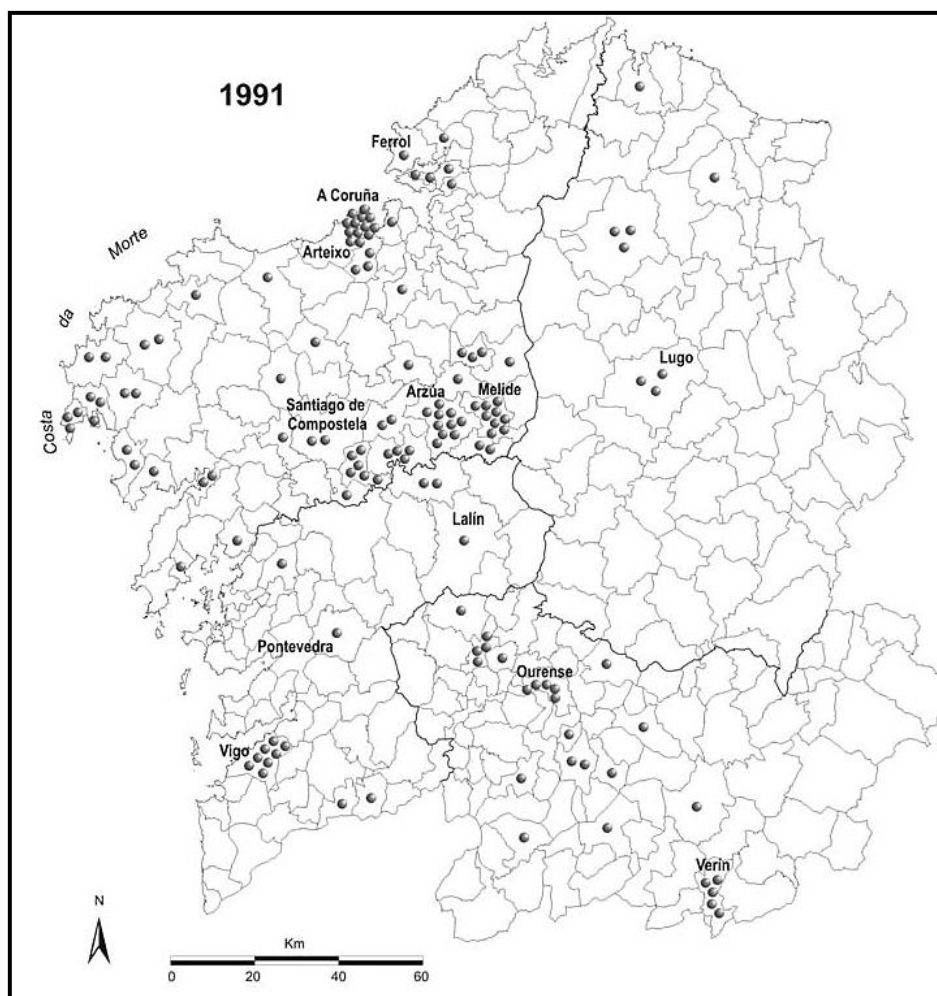 1991
Ferrol
A Coruña
Arteixo
Costa da Morte
Lugo
Arzúa
Melide
Santiago de
Compostela
Lalín
Pontevedra
Ourense
Vigo
Verin
N
Km
0 20 40 60